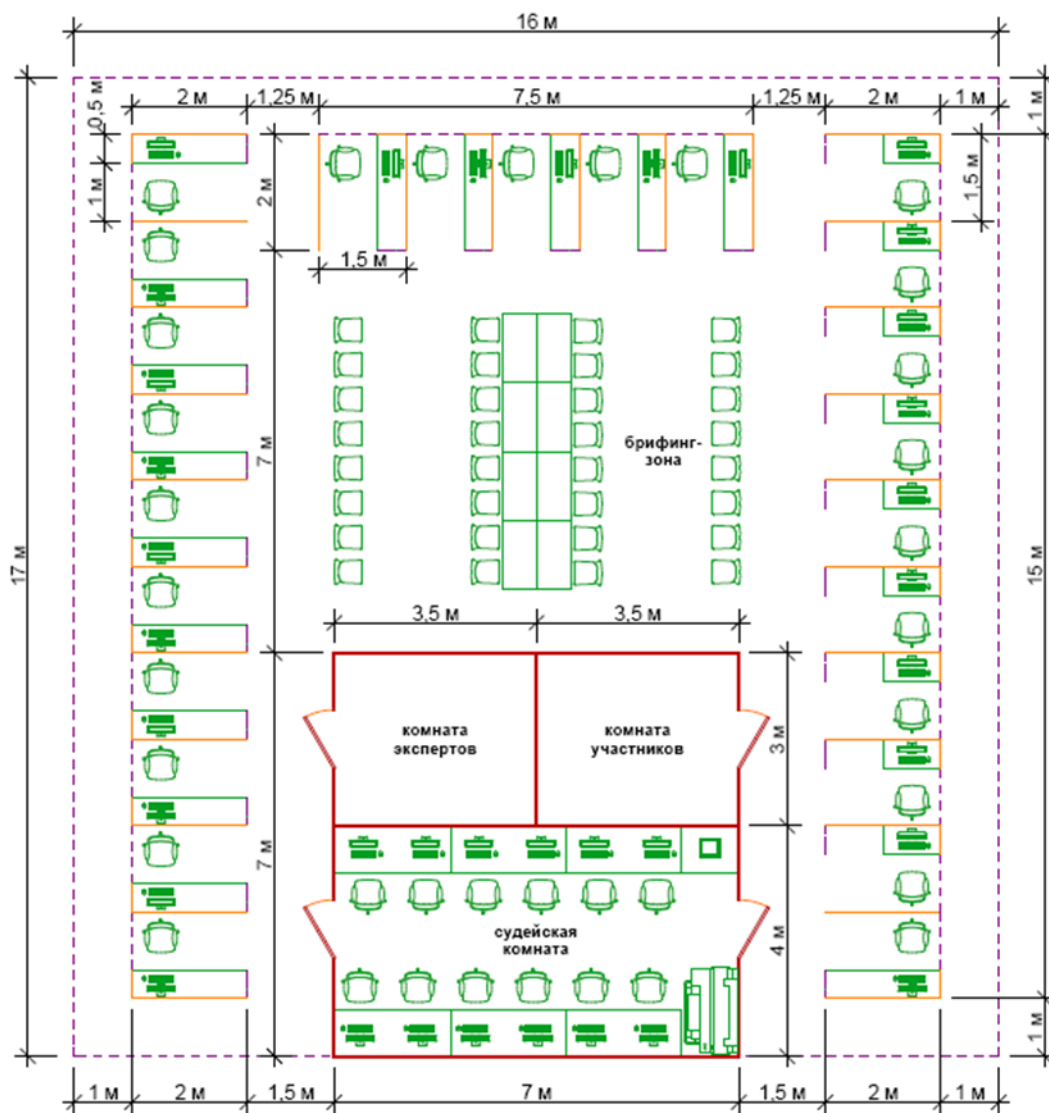 16 м
2 м
1,25 м
7,5 м
1,25 м
2 м
1 м
1 м
0,5 м
1 м
2 м
1,5 м
1,5 м
брифинг-
зона
7 м
17 м
15 м
3,5 м
3,5 м
комната
экспертов
комната
участников
3 м
7 м
судейская
комната
4 м
1 м
1 м
2 м
1,5 м
7 м
1,5 м
2 м
1 м